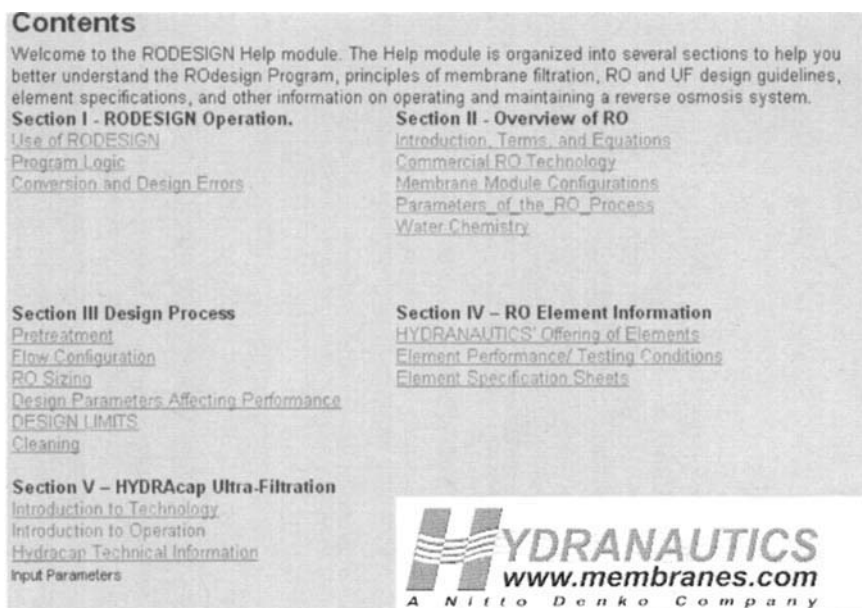 Contents
Welcome to the RODESIGN Help module. The Help module is organized into several sections to help you
better understand the ROdesign Program, principles of membrane filtration, RO and UF design guidelines,
element specifications, and other information on operating and maintaining a reverse osmosis system.
Section I - RODESIGN Operation.
Use of RODESIGN
Program Logic
Conversion and Design Errors
Section II - Overview of RO
Introduction, Terms, and Equations
Commercial RO Technology
Membrane Module Configurations
Parameters_of_the_RO_Process
Water Chemistry
Section III Design Process
Pretreatment
Flow Configuration
RO Sizing
Design Parameters Affecting Performance
DESIGN LIMITS
Cleaning
Section IV – RO Element Information
HYDRANAUTICS' Offering of Elements
Element Performance/ Testing Conditions
Element Specification Sheets
Section V – HYDRAcap Ultra-Filtration
Introduction to Technology
Introduction to Operation
Hydracap Technical Information
Input Parameters
HYDRANAUTICS
www.membranes.com
A Nitto Denko Company